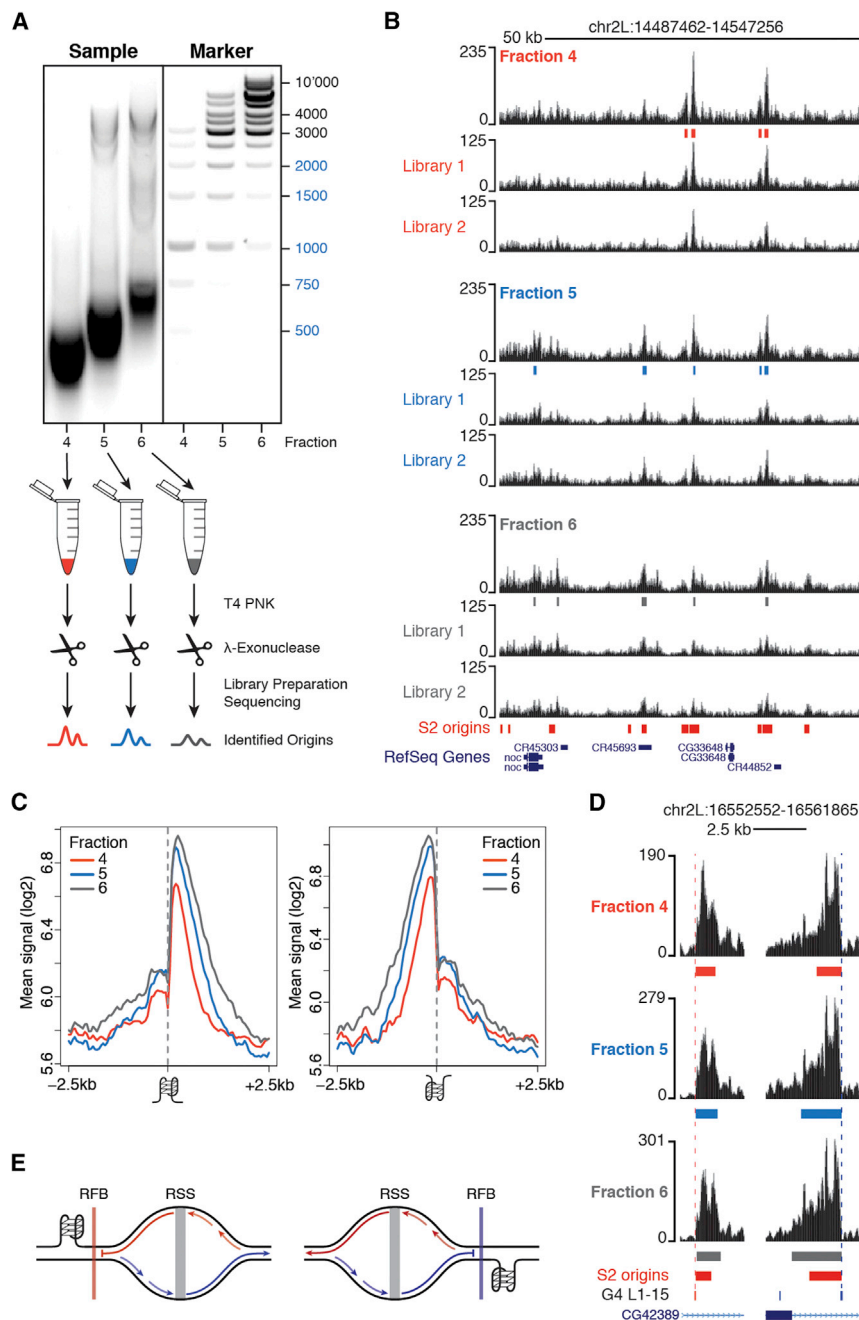 A
Sample
Marker
10'000
4000
3000
2000
1500
1000
750
500
4 5 6 4 5 6 Fraction
T4 PNK
λ-Exonuclease
Library Preparation
Sequencing
Identified Origins
B
chr2L:14487462-14547256
50 kb
235
Fraction 4
0
125
Library 1
0
125
Library 2
0
235
Fraction 5
0
125
Library 1
0
125
Library 2
0
235
Fraction 6
0
125
Library 1
0
125
Library 2
0
S2 origins
CR45303 CR45693 CG33648
RefSeq Genes noc CG33648
noc CR44852
C
Mean signal (log2)
6.8
6.4
6.0
5.6
Fraction
4
5
6
−2.5kb +2.5kb
Mean signal (log2)
6.8
6.4
6.0
5.6
Fraction
4
5
6
−2.5kb +2.5kb
D
chr2L:16552552-16561865
2.5 kb
190
Fraction 4
0
279
Fraction 5
0
301
Fraction 6
0
S2 origins
G4 L1-15
CG42389
E
RFB RSS RSS RFB